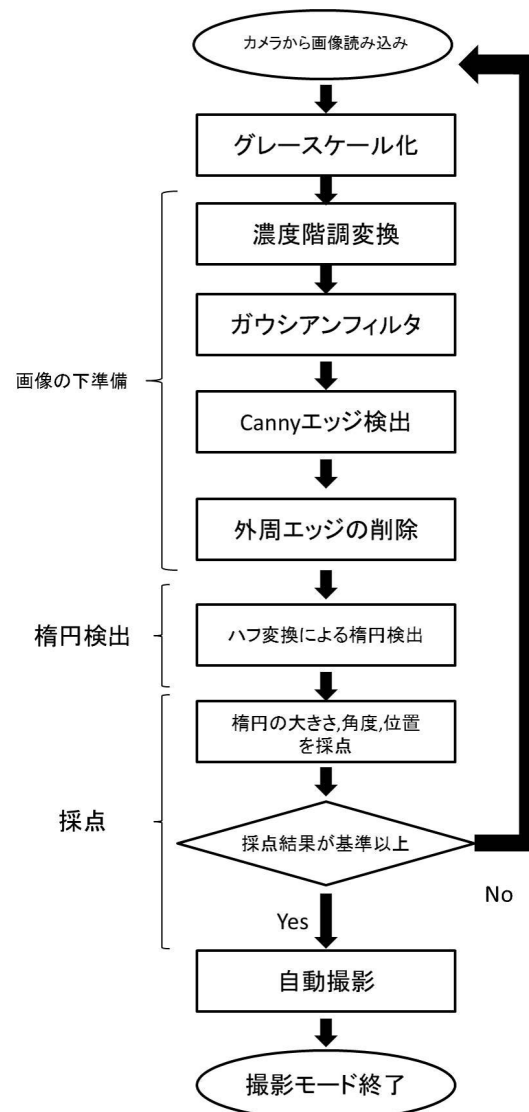 カメラから画像読み込み
グレースケール化
濃度階調変換
ガウシアンフィルタ
画像の下準備
Cannyエッジ検出
外周エッジの削除
楕円検出
ハフ変換による楕円検出
楕円の大きさ,角度,位置
を採点
採点
採点結果が基準以上
No
Yes
自動撮影
撮影モード終了